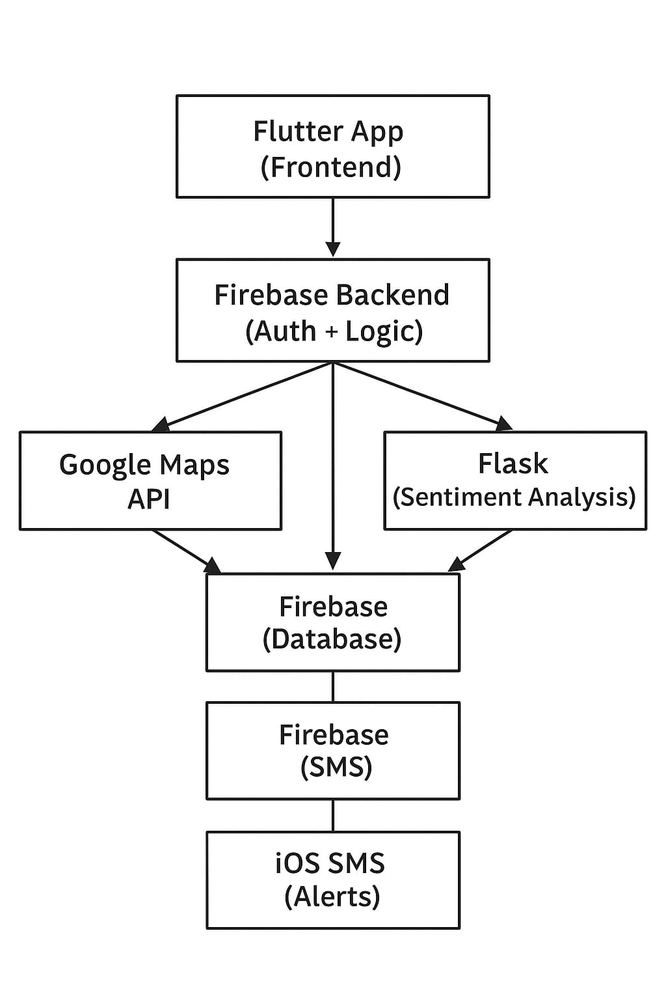 Flutter App
(Frontend)
Firebase Backend
(Auth + Logic)
Google Maps
API
Flask
(Sentiment Analysis)
Firebase
(Database)
Firebase
(SMS)
iOS SMS
(Alerts)